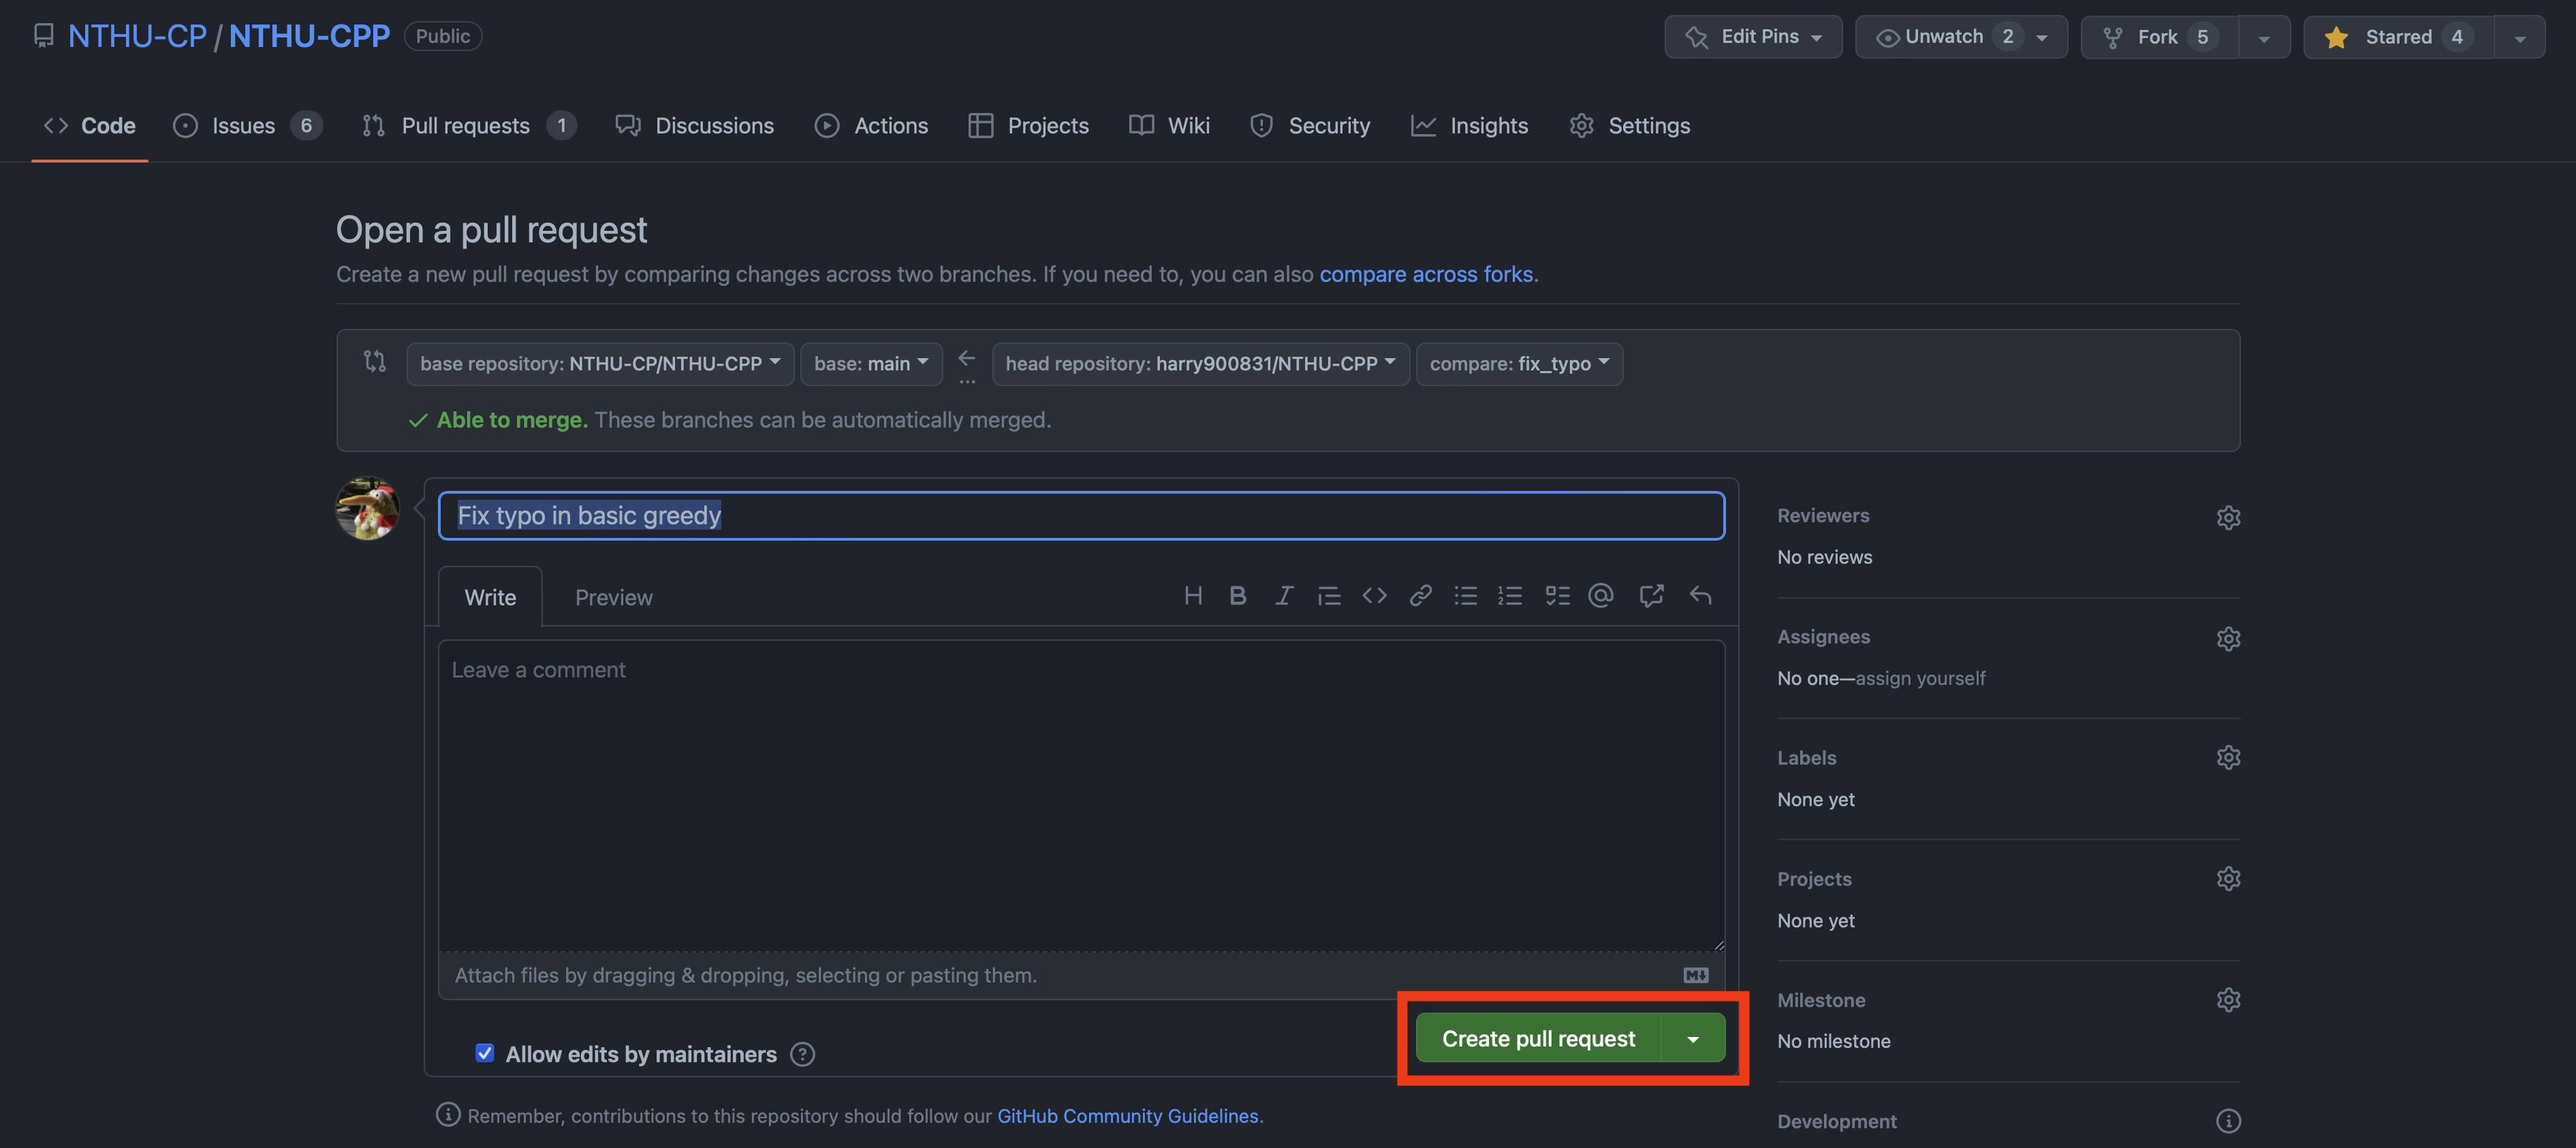 NTHU-CP / NTHU-CPP Public
Edit Pins
Unwatch 2
Fork 5
Starred 4
Code
Issues 6
Pull requests 1
Discussions
Actions
Projects
Wiki
Security
Insights
Settings
Open a pull request
Create a new pull request by comparing changes across two branches. If you need to, you can also compare across forks.
base repository: NTHU-CP/NTHU-CPP
base: main
head repository: harry900831/NTHU-CPP
compare: fix_typo
Able to merge. These branches can be automatically merged.
Fix typo in basic greedy
Write
Preview
Leave a comment
Attach files by dragging & dropping, selecting or pasting them.
Allow edits by maintainers
Create pull request
Remember, contributions to this repository should follow our GitHub Community Guidelines.
Reviewers
No reviews
Assignees
No one—assign yourself
Labels
None yet
Projects
None yet
Milestone
No milestone
Development